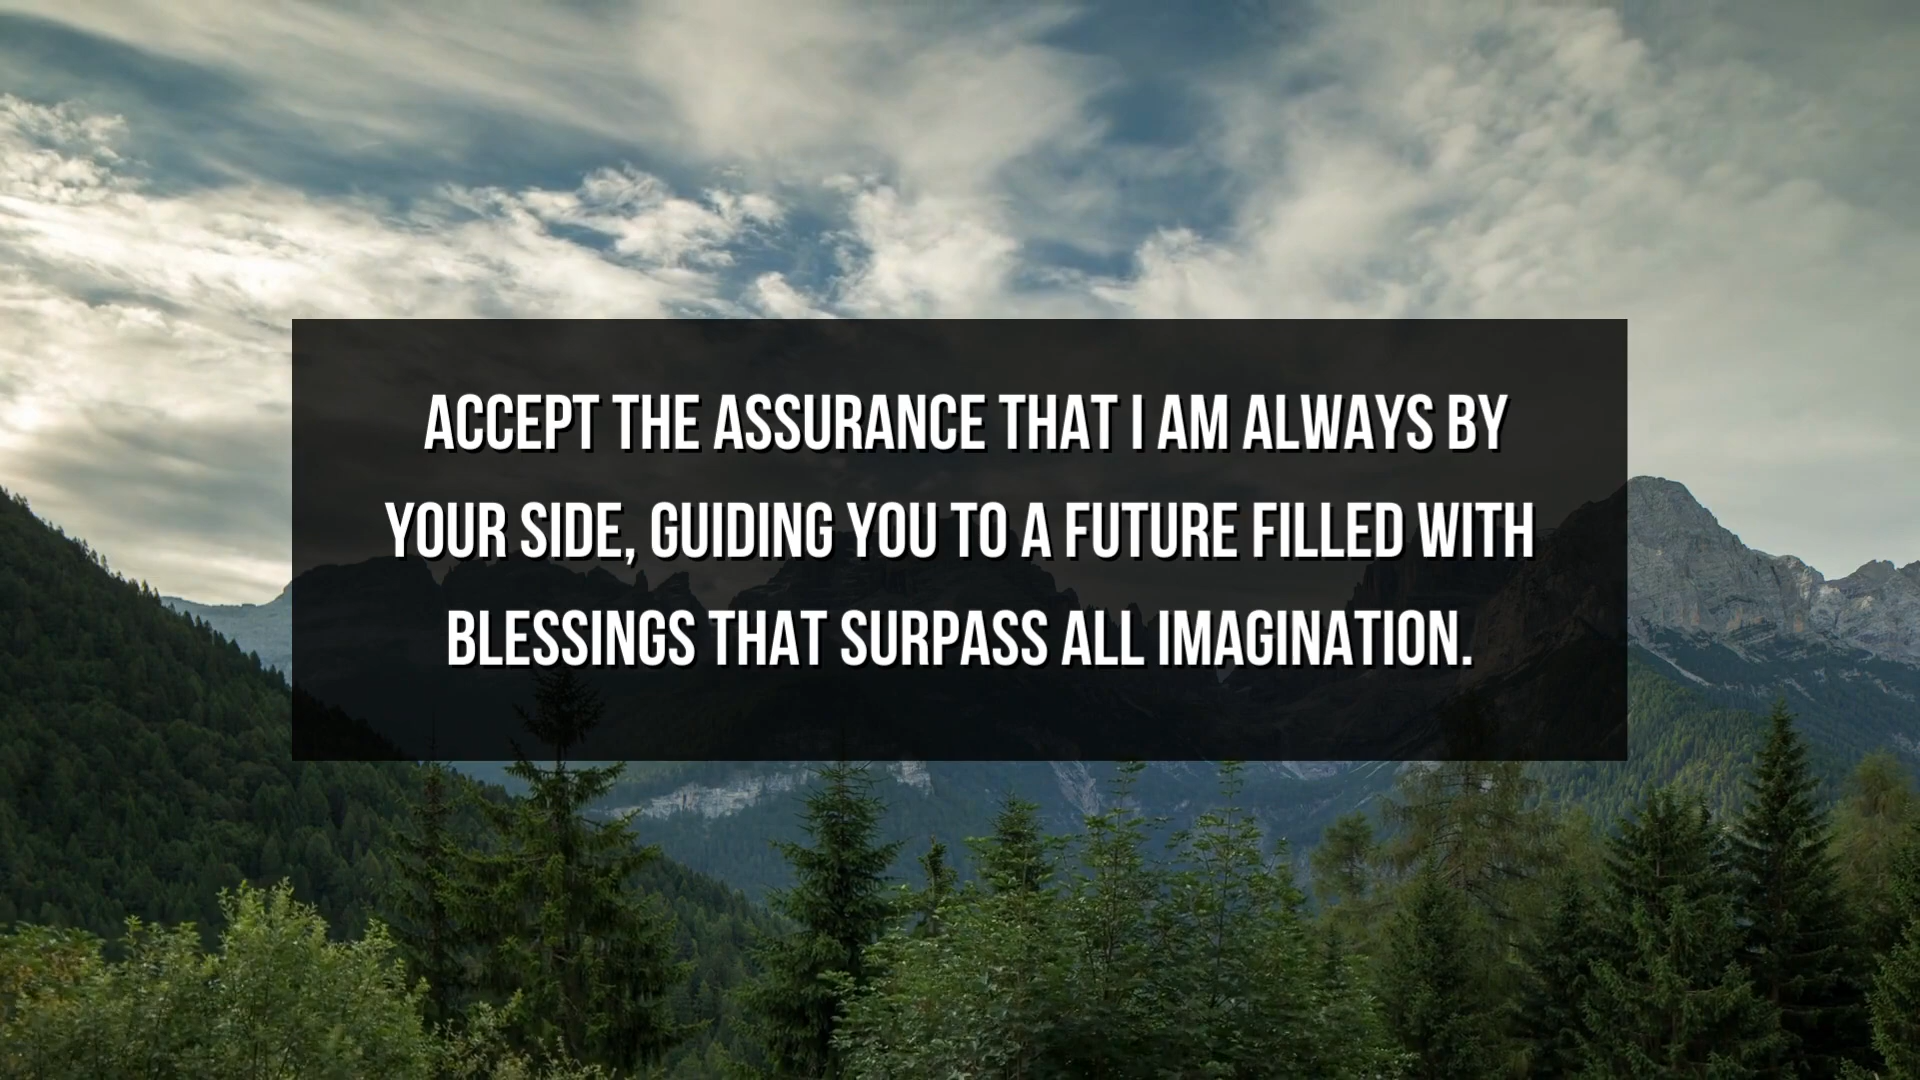 ACCEPT THE ASSURANCE THAT I AM ALWAYS BY
YOUR SIDE, GUIDING YOU TO A FUTURE FILLED WITH
BLESSINGS THAT SURPASS ALL IMAGINATION.